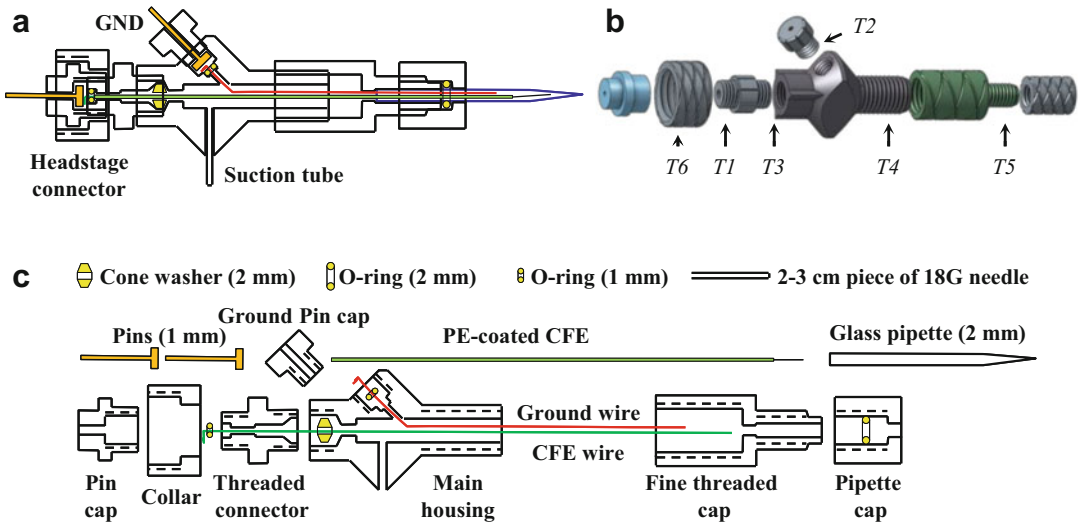 a
GND
Headstage
connector
Suction tube
b
T2
T6
T1
T3
T4
T5
c
Cone washer (2 mm)
O-ring (2 mm)
O-ring (1 mm)
2-3 cm piece of 18G needle
Pins (1 mm)
Ground Pin cap
PE-coated CFE
Glass pipette (2 mm)
Ground wire
CFE wire
Pin
cap
Collar
Threaded
connector
Main
housing
Fine threaded
cap
Pipette
cap